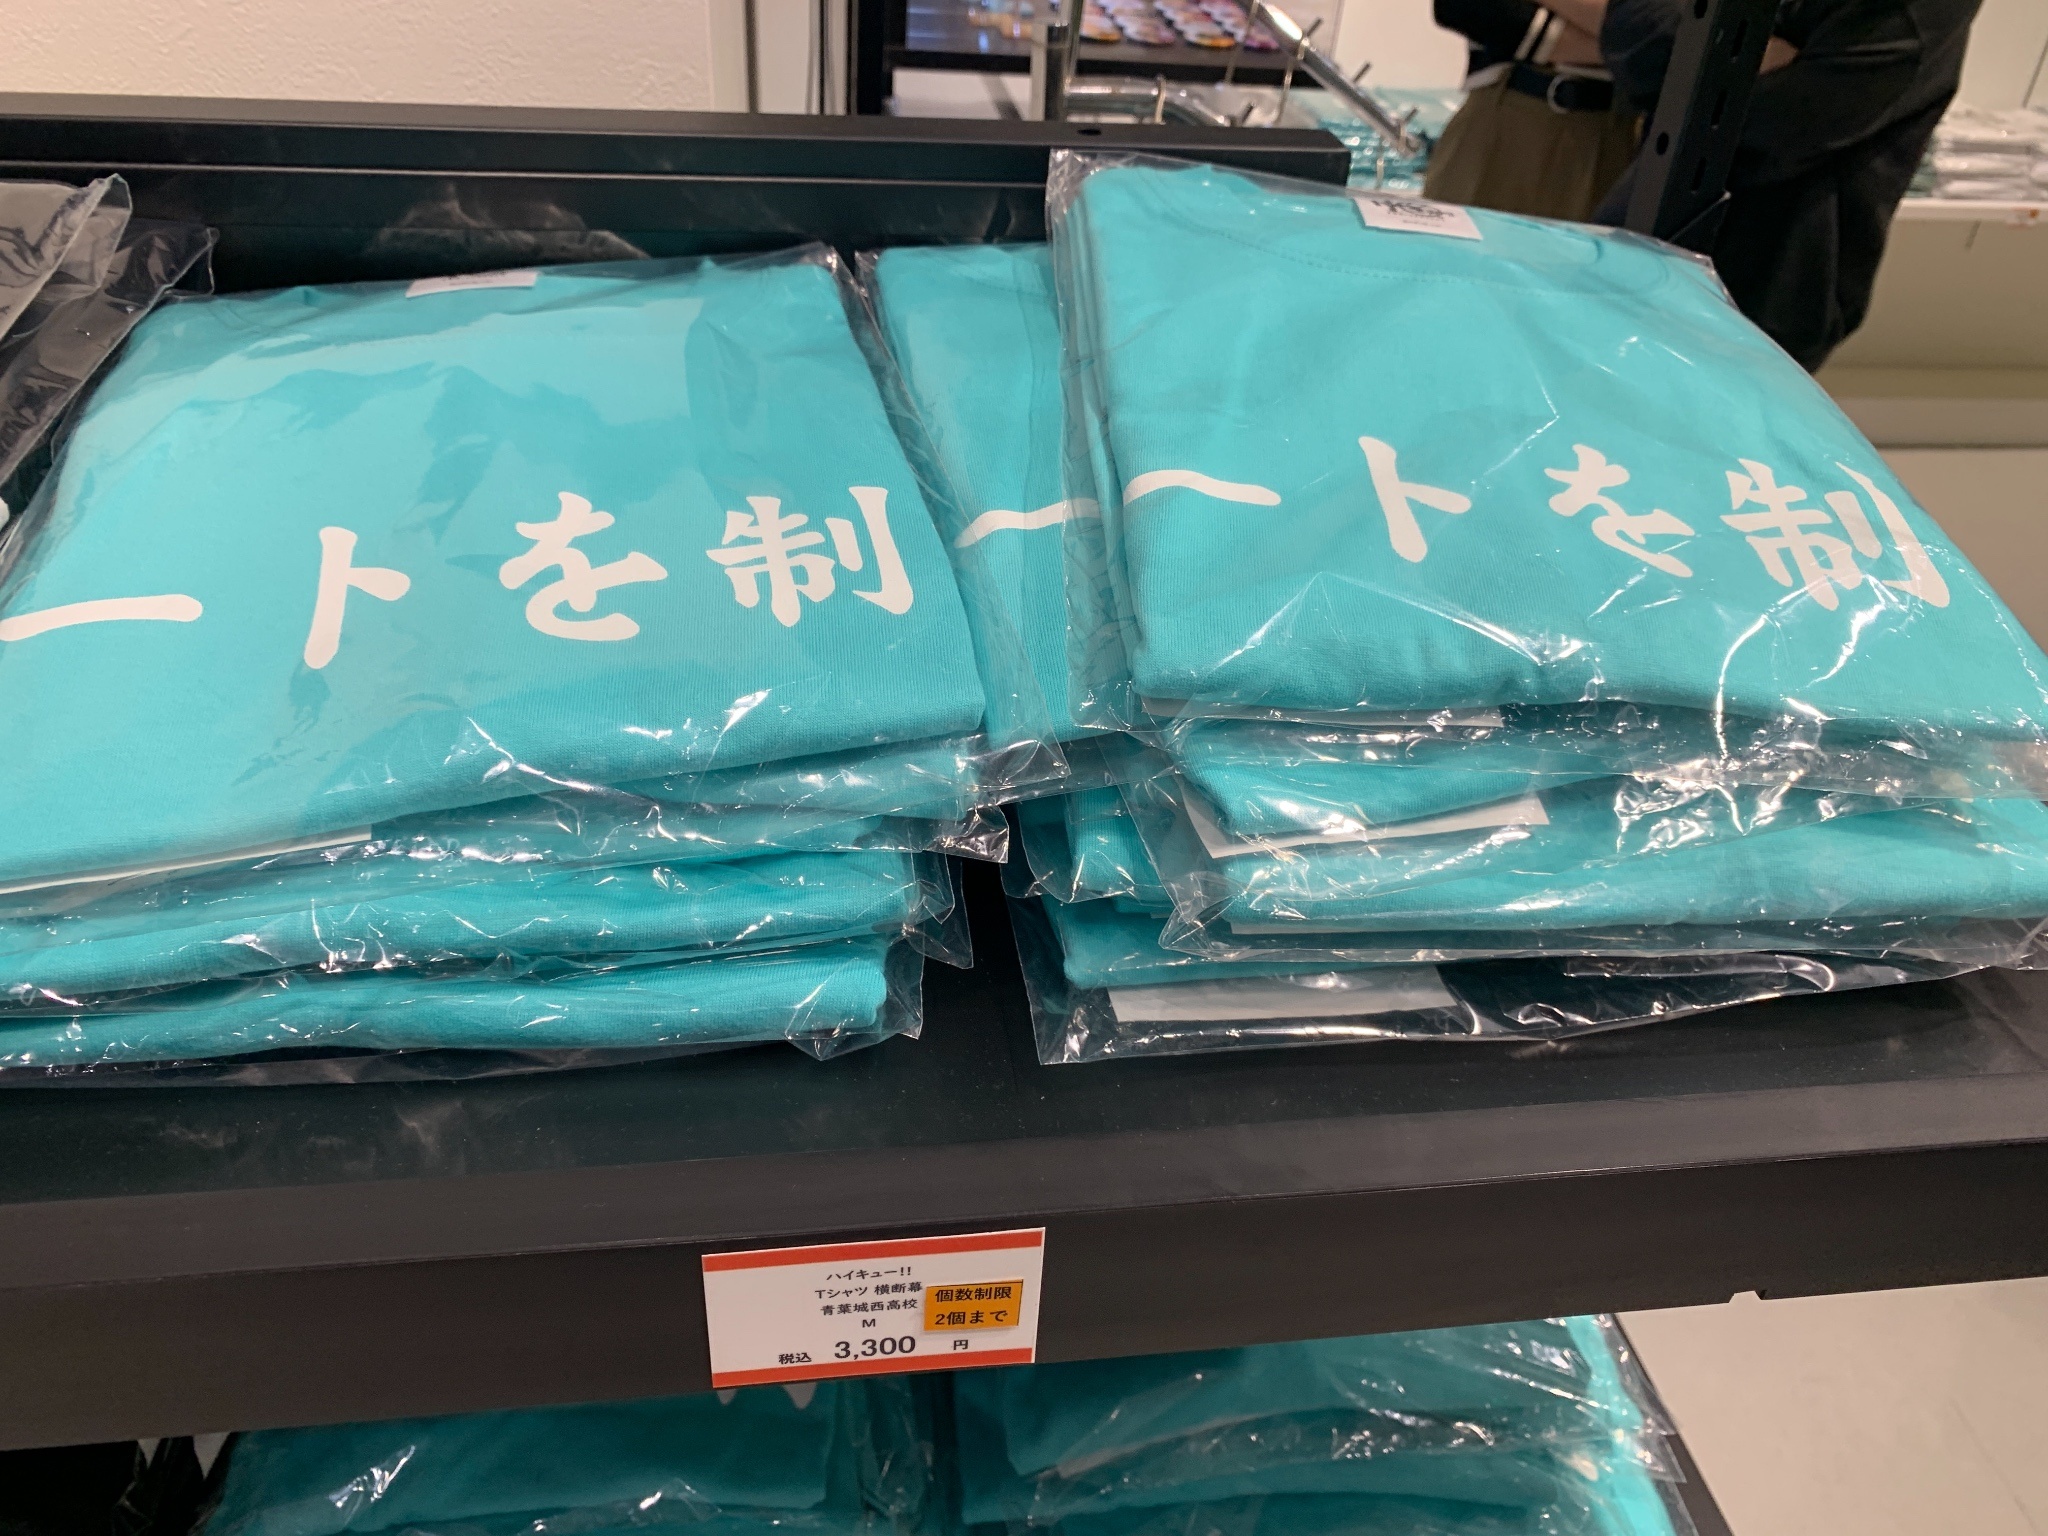 ートを制
ートを制
ハイキュー!!
Tシャツ 横断幕
青葉城西高校
M
税込 3,300 円
個数制限
2個まで